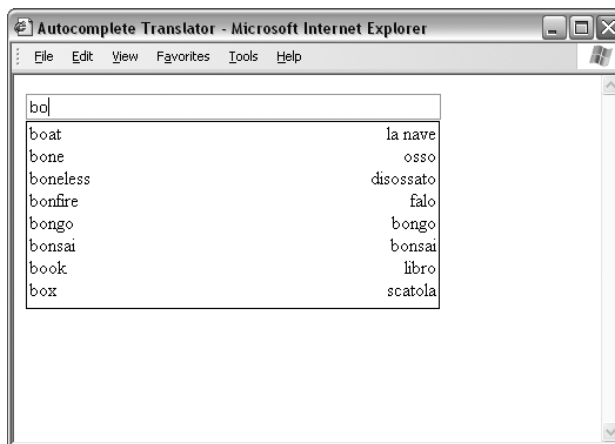 Autocomplete Translator - Microsoft Internet Explorer
File Edit View Favorites Tools Help
bo
boat la nave
bone osso
boneless disossato
bonfire falo
bongo bongo
bonsai bonsai
book libro
box scatola